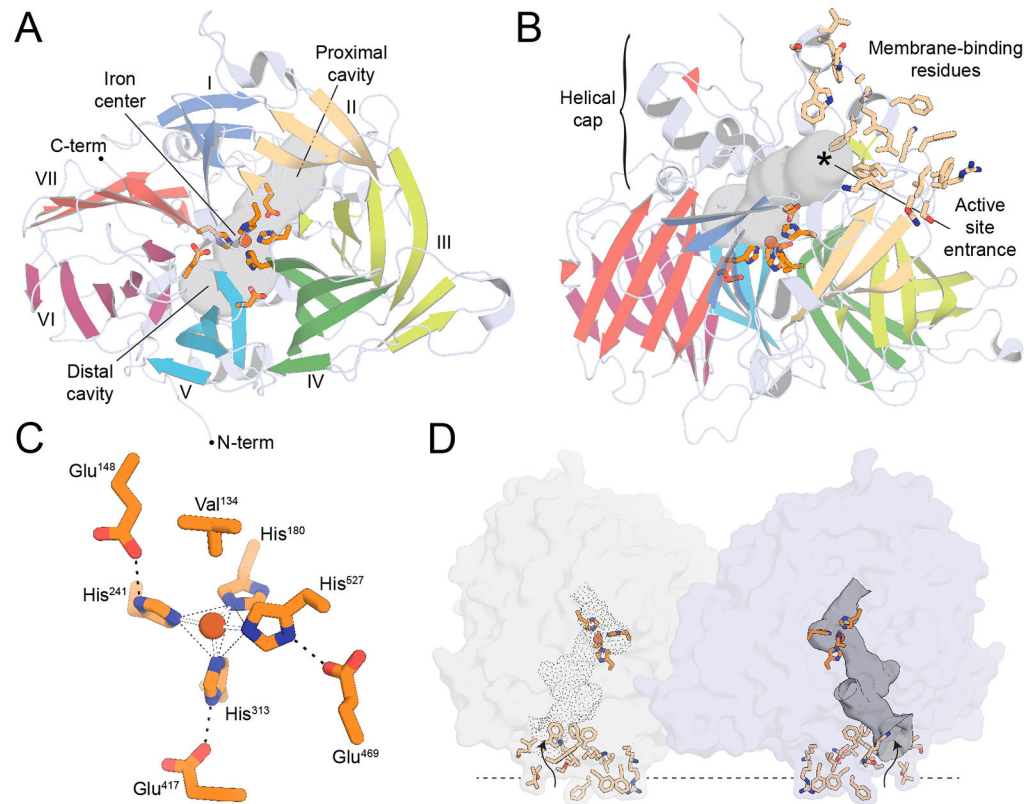 A
Proximal
cavity
Iron
center
I
II
C-term
VII
III
VI
Distal
cavity
V
IV
N-term
B
Membrane-binding
residues
Helical
cap
*
Active
site
entrance
C
Glu148
Val134
His180
His241
His527
His313
Glu469
Glu417
D